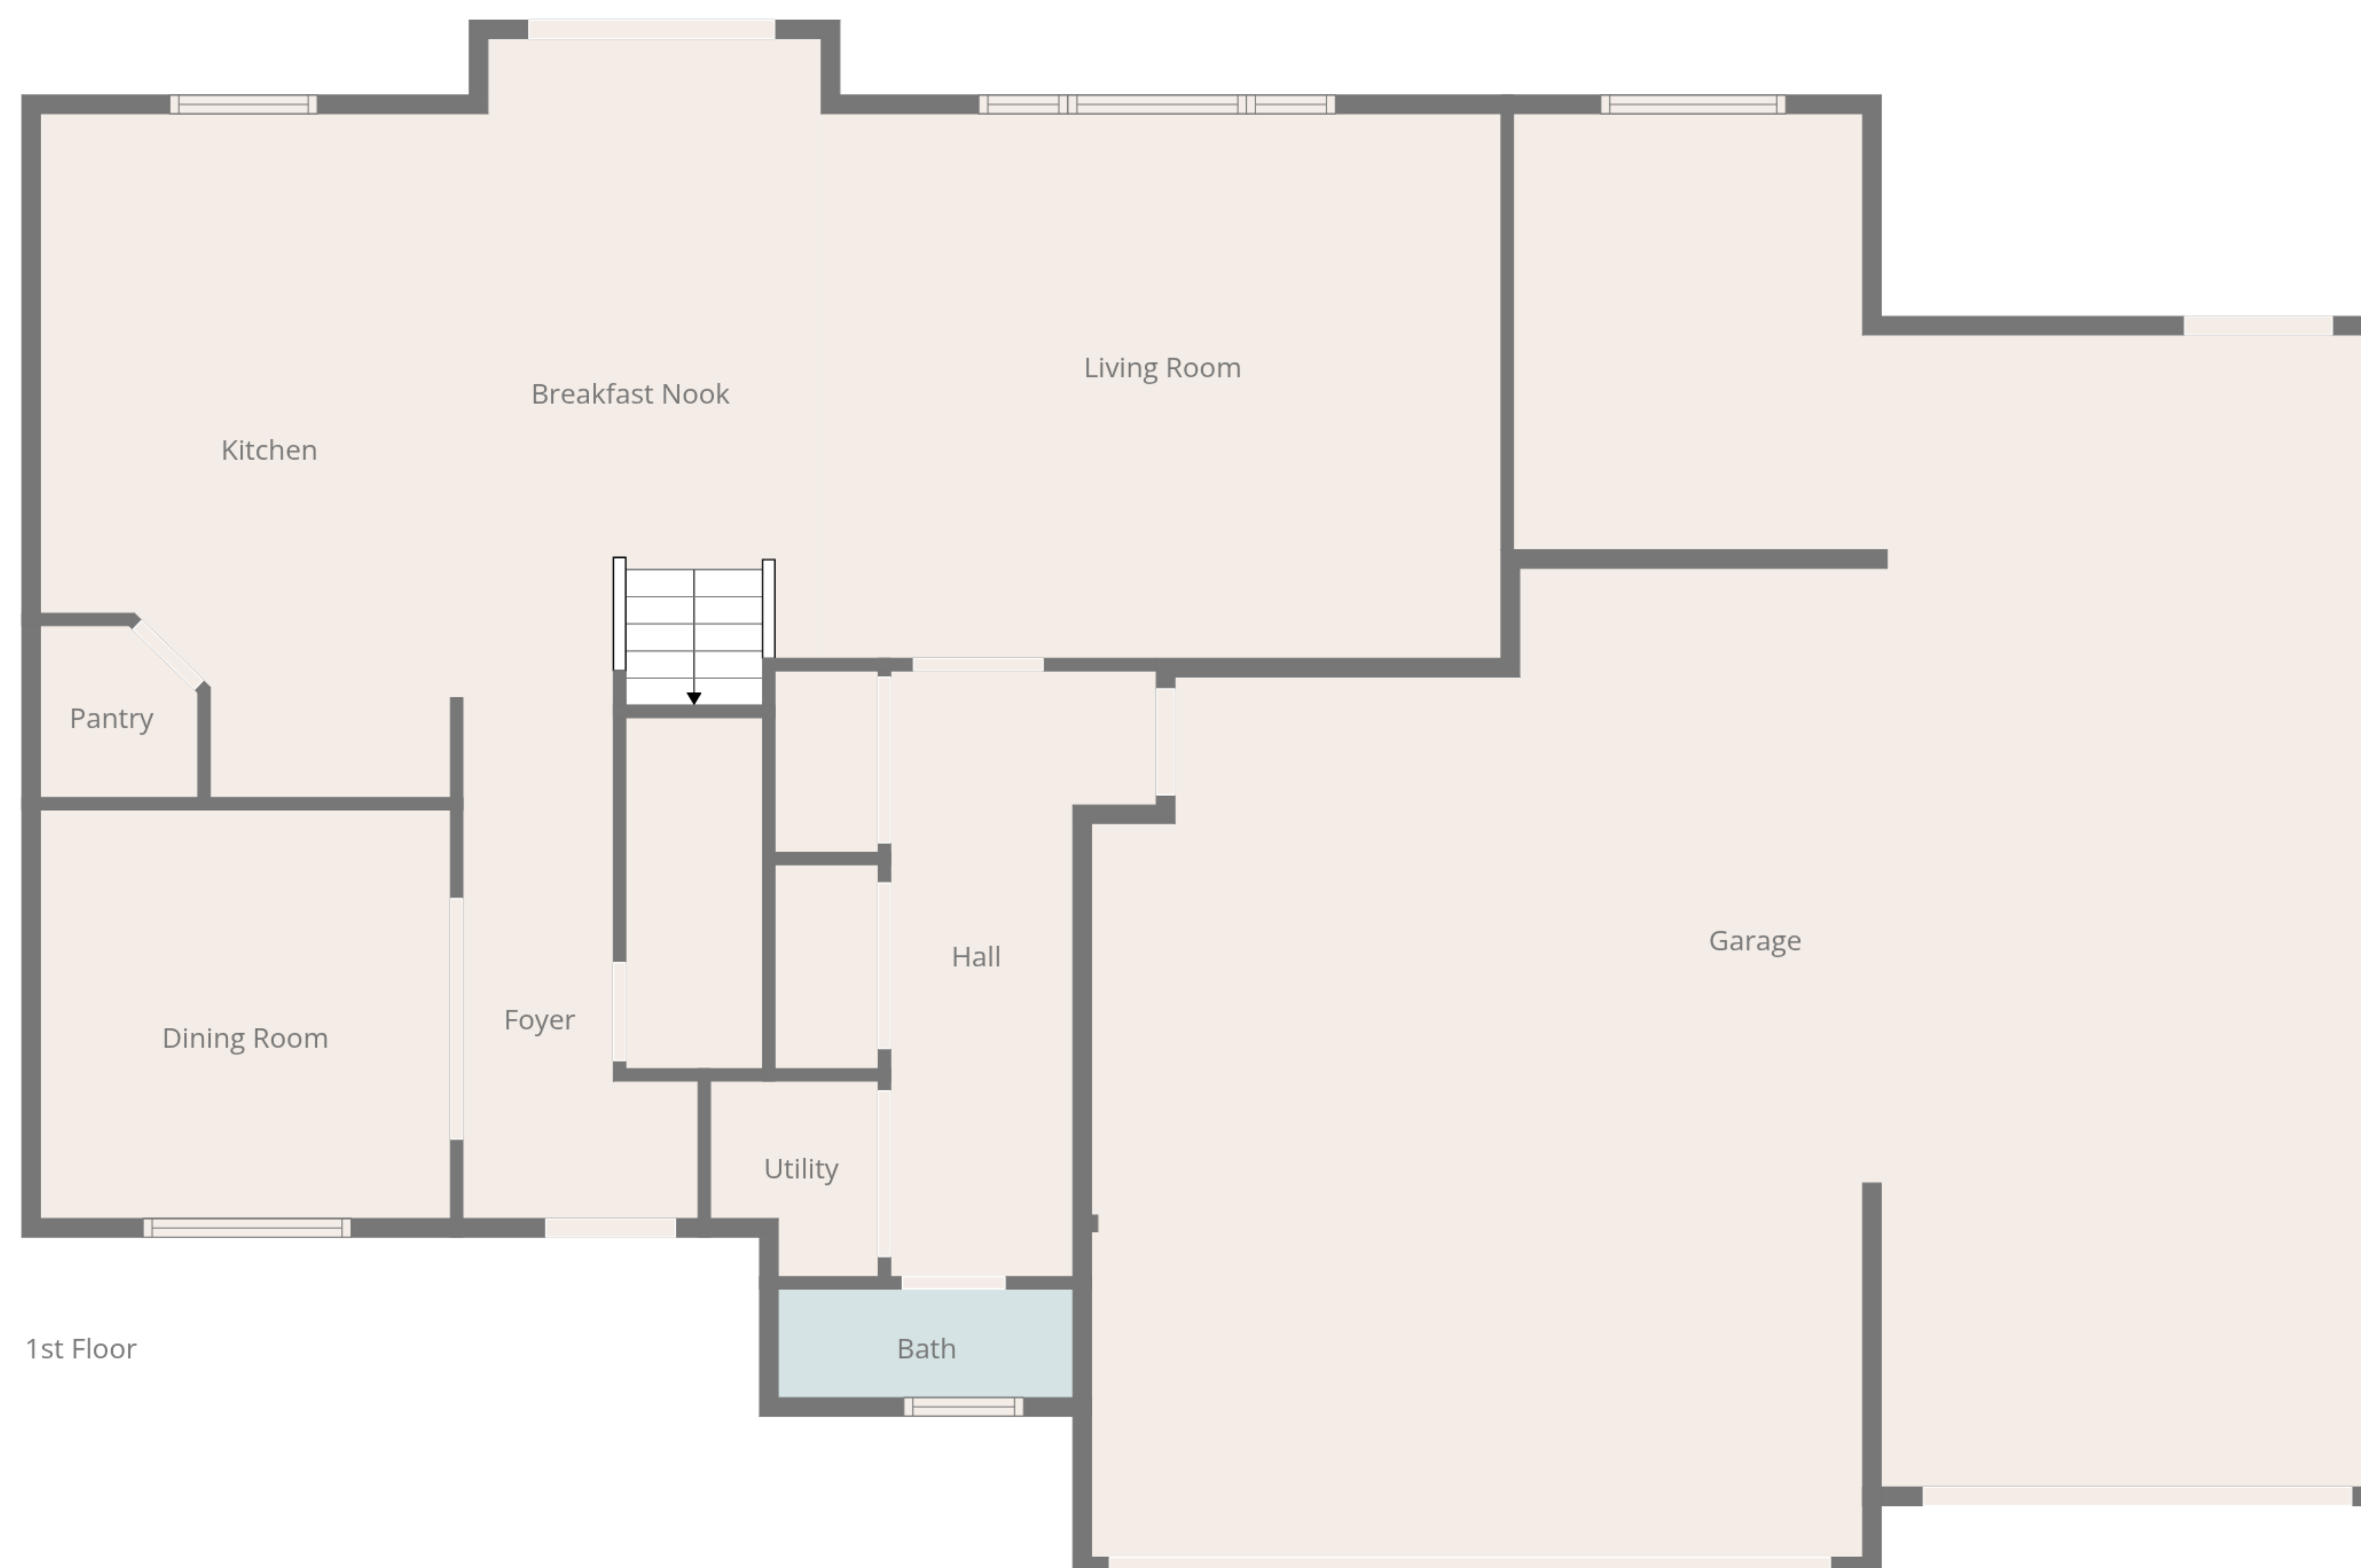 Living Room
Breakfast Nook
Kitchen
Pantry
Garage
Hall
Foyer
Dining Room
Utility
1st Floor
Bath